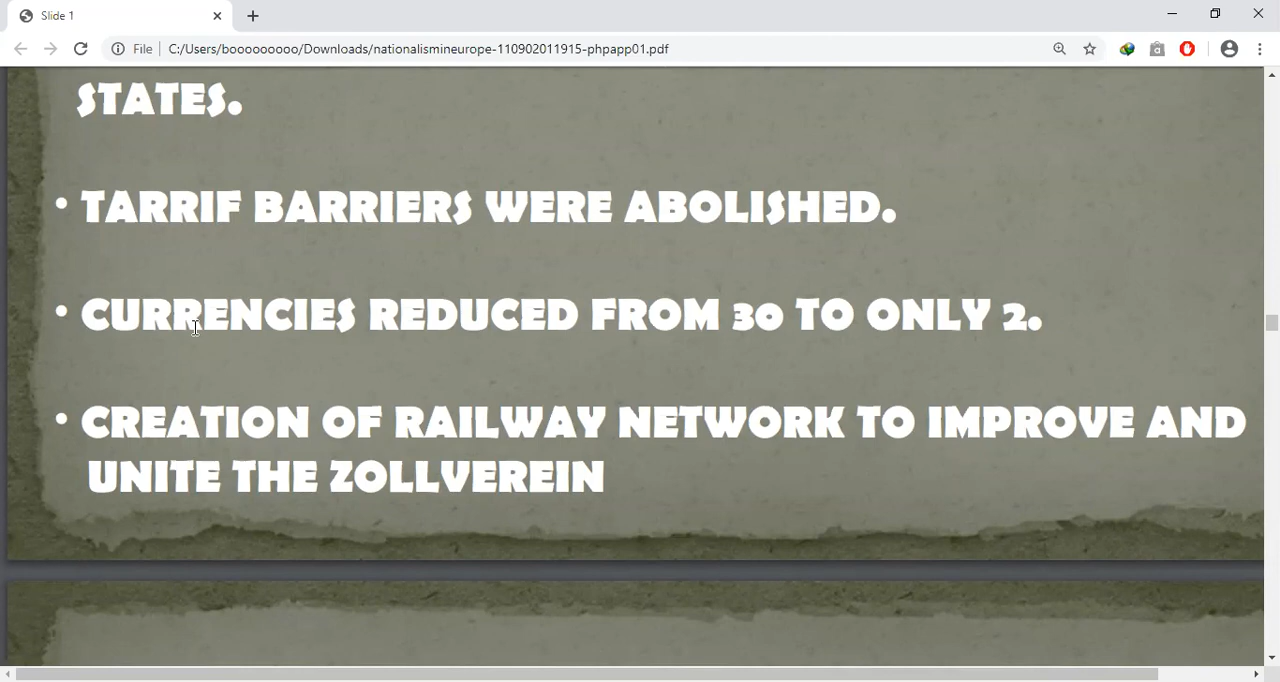 Slide 1
File
C:/Users/boooooooooo/Downloads/nationalismineurope-110902011915-phpapp01.pdf
STATES.
• TARRIF BARRIERS WERE ABOLISHED.
• CURRENCIES REDUCED FROM 30 TO ONLY 2.
• CREATION OF RAILWAY NETWORK TO IMPROVE AND
UNITE THE ZOLLVEREIN